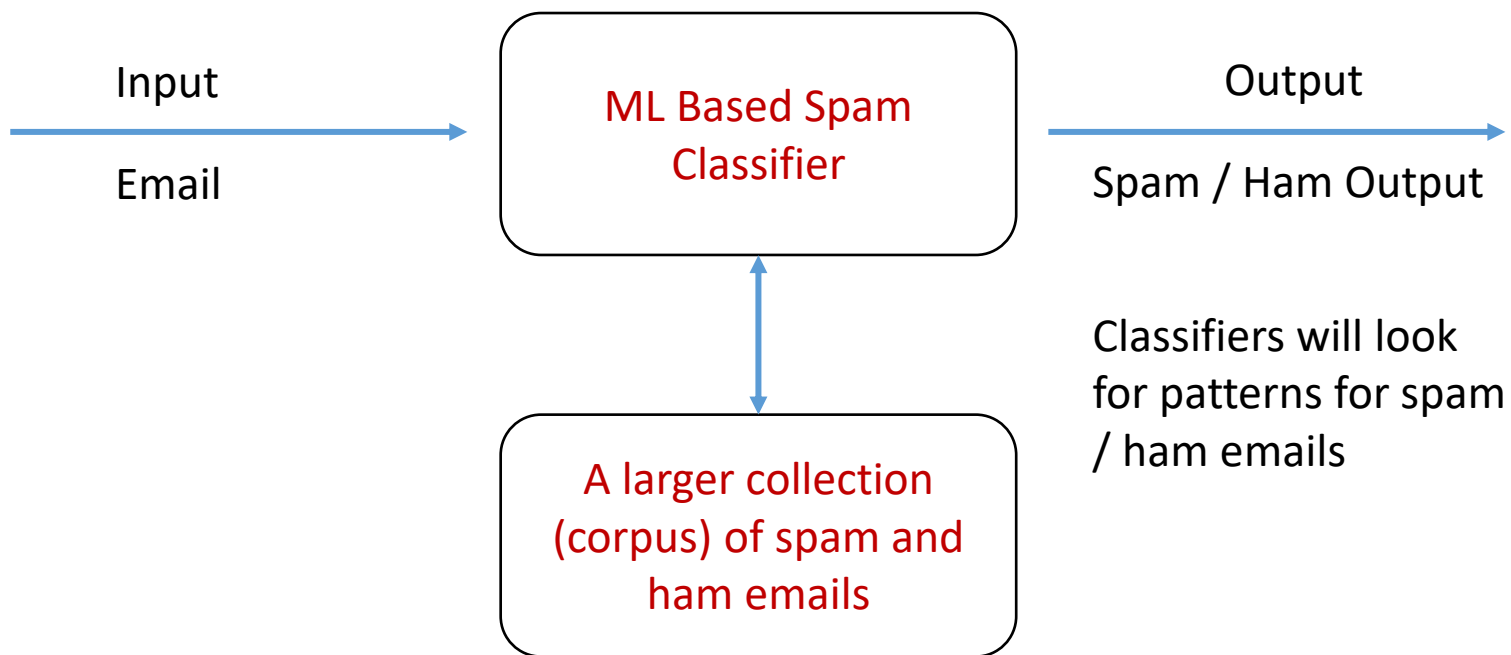 Input
Email
ML Based Spam
Classifier
Output
Spam / Ham Output
Classifiers will look
for patterns for spam
/ ham emails
A larger collection
(corpus) of spam and
ham emails